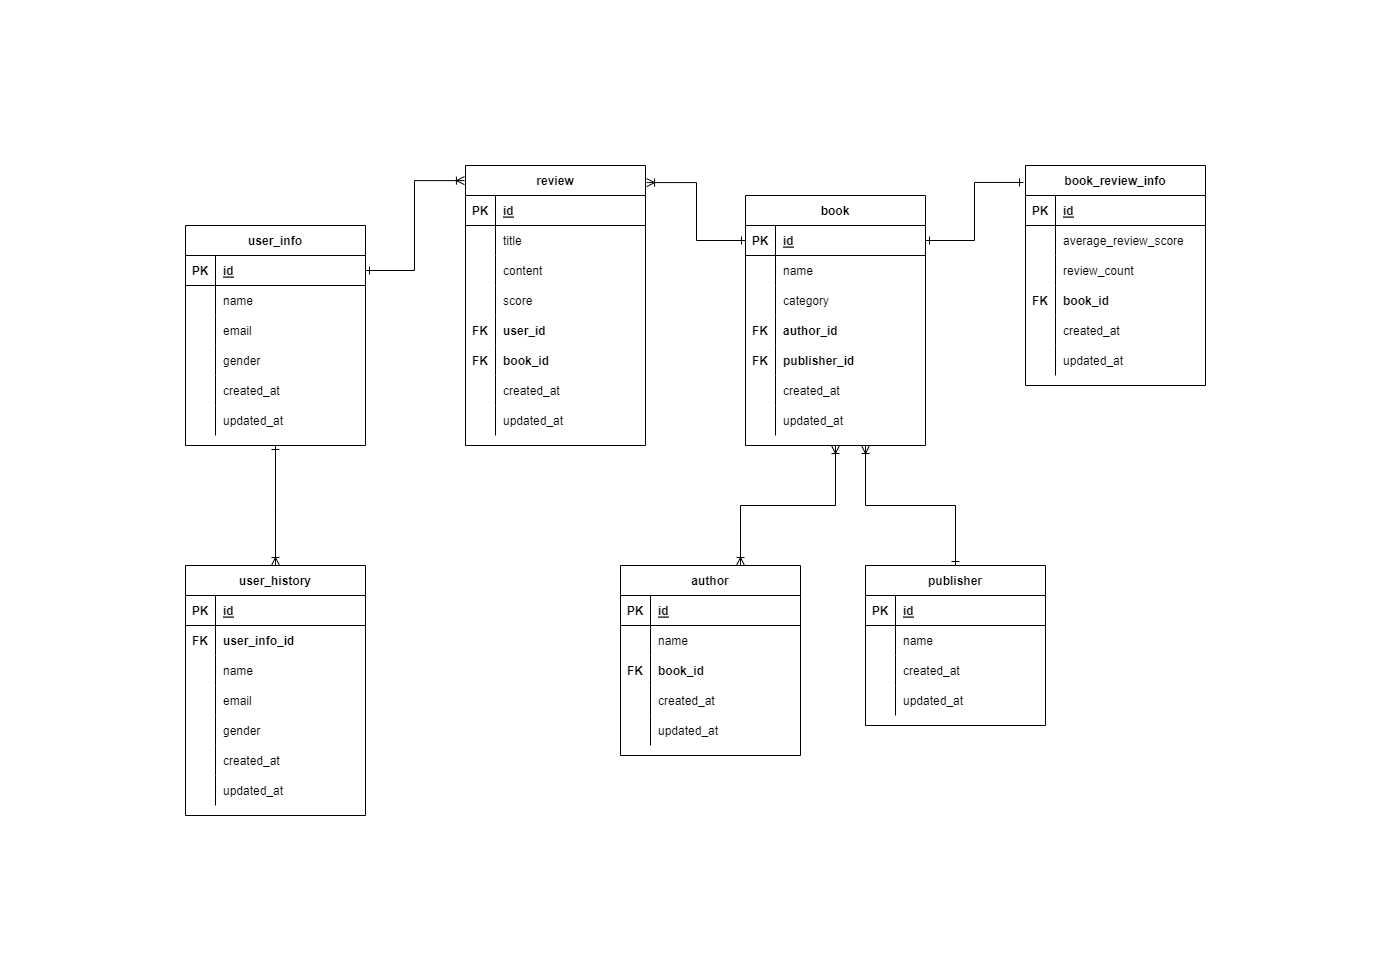 user_info
PK id
name
email
gender
created_at
updated_at
review
PK id
title
content
score
FK user_id
FK book_id
created_at
updated_at
book
PK id
name
category
FK author_id
FK publisher_id
created_at
updated_at
book_review_info
PK id
average_review_score
review_count
FK book_id
created_at
updated_at
user_history
PK id
FK user_info_id
name
email
gender
created_at
updated_at
author
PK id
name
FK book_id
created_at
updated_at
publisher
PK id
name
created_at
updated_at